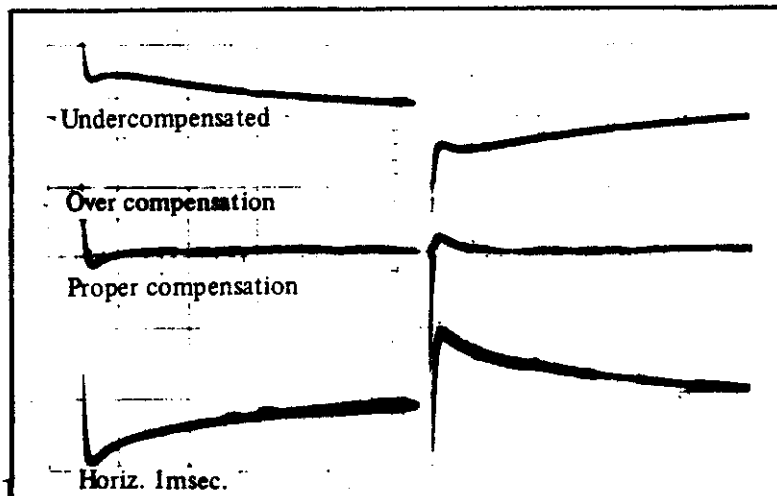 Undercompensated
Over compensation
Proper compensation
Horiz. 1msec.